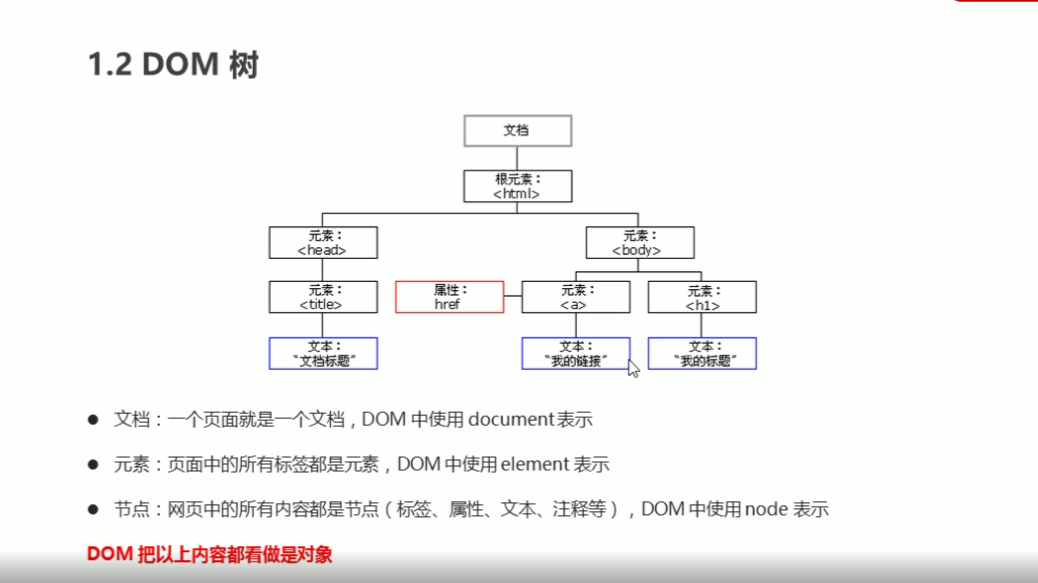 1.2 DOM 树
文档
根元素：
<html>
元素：
<head>
元素：
<body>
元素：
<title>
属性：
href
元素：
<a>
元素：
<h1>
文本：
“文档标题”
文本：
“我的链接”
文本：
“我的标题”
● 文档：一个页面就是一个文档，DOM 中使用 document 表示
● 元素：页面中的所有标签都是元素，DOM 中使用 element 表示
● 节点：网页中的所有内容都是节点（标签、属性、文本、注释等），DOM 中使用 node 表示
DOM 把以上内容都看做是对象